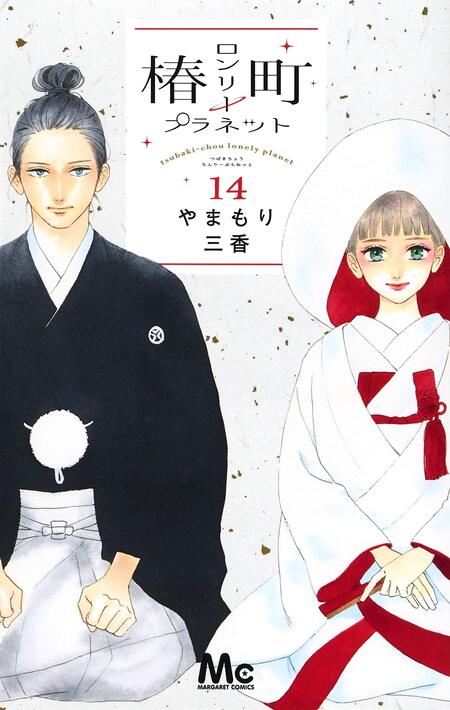 椿町
ロンリー
プラネット
つばきちょう
ろんりーぷらねっと
tsubaki-chou lonely planet
14
やまもり
三香
Mc
MARGARET COMICS